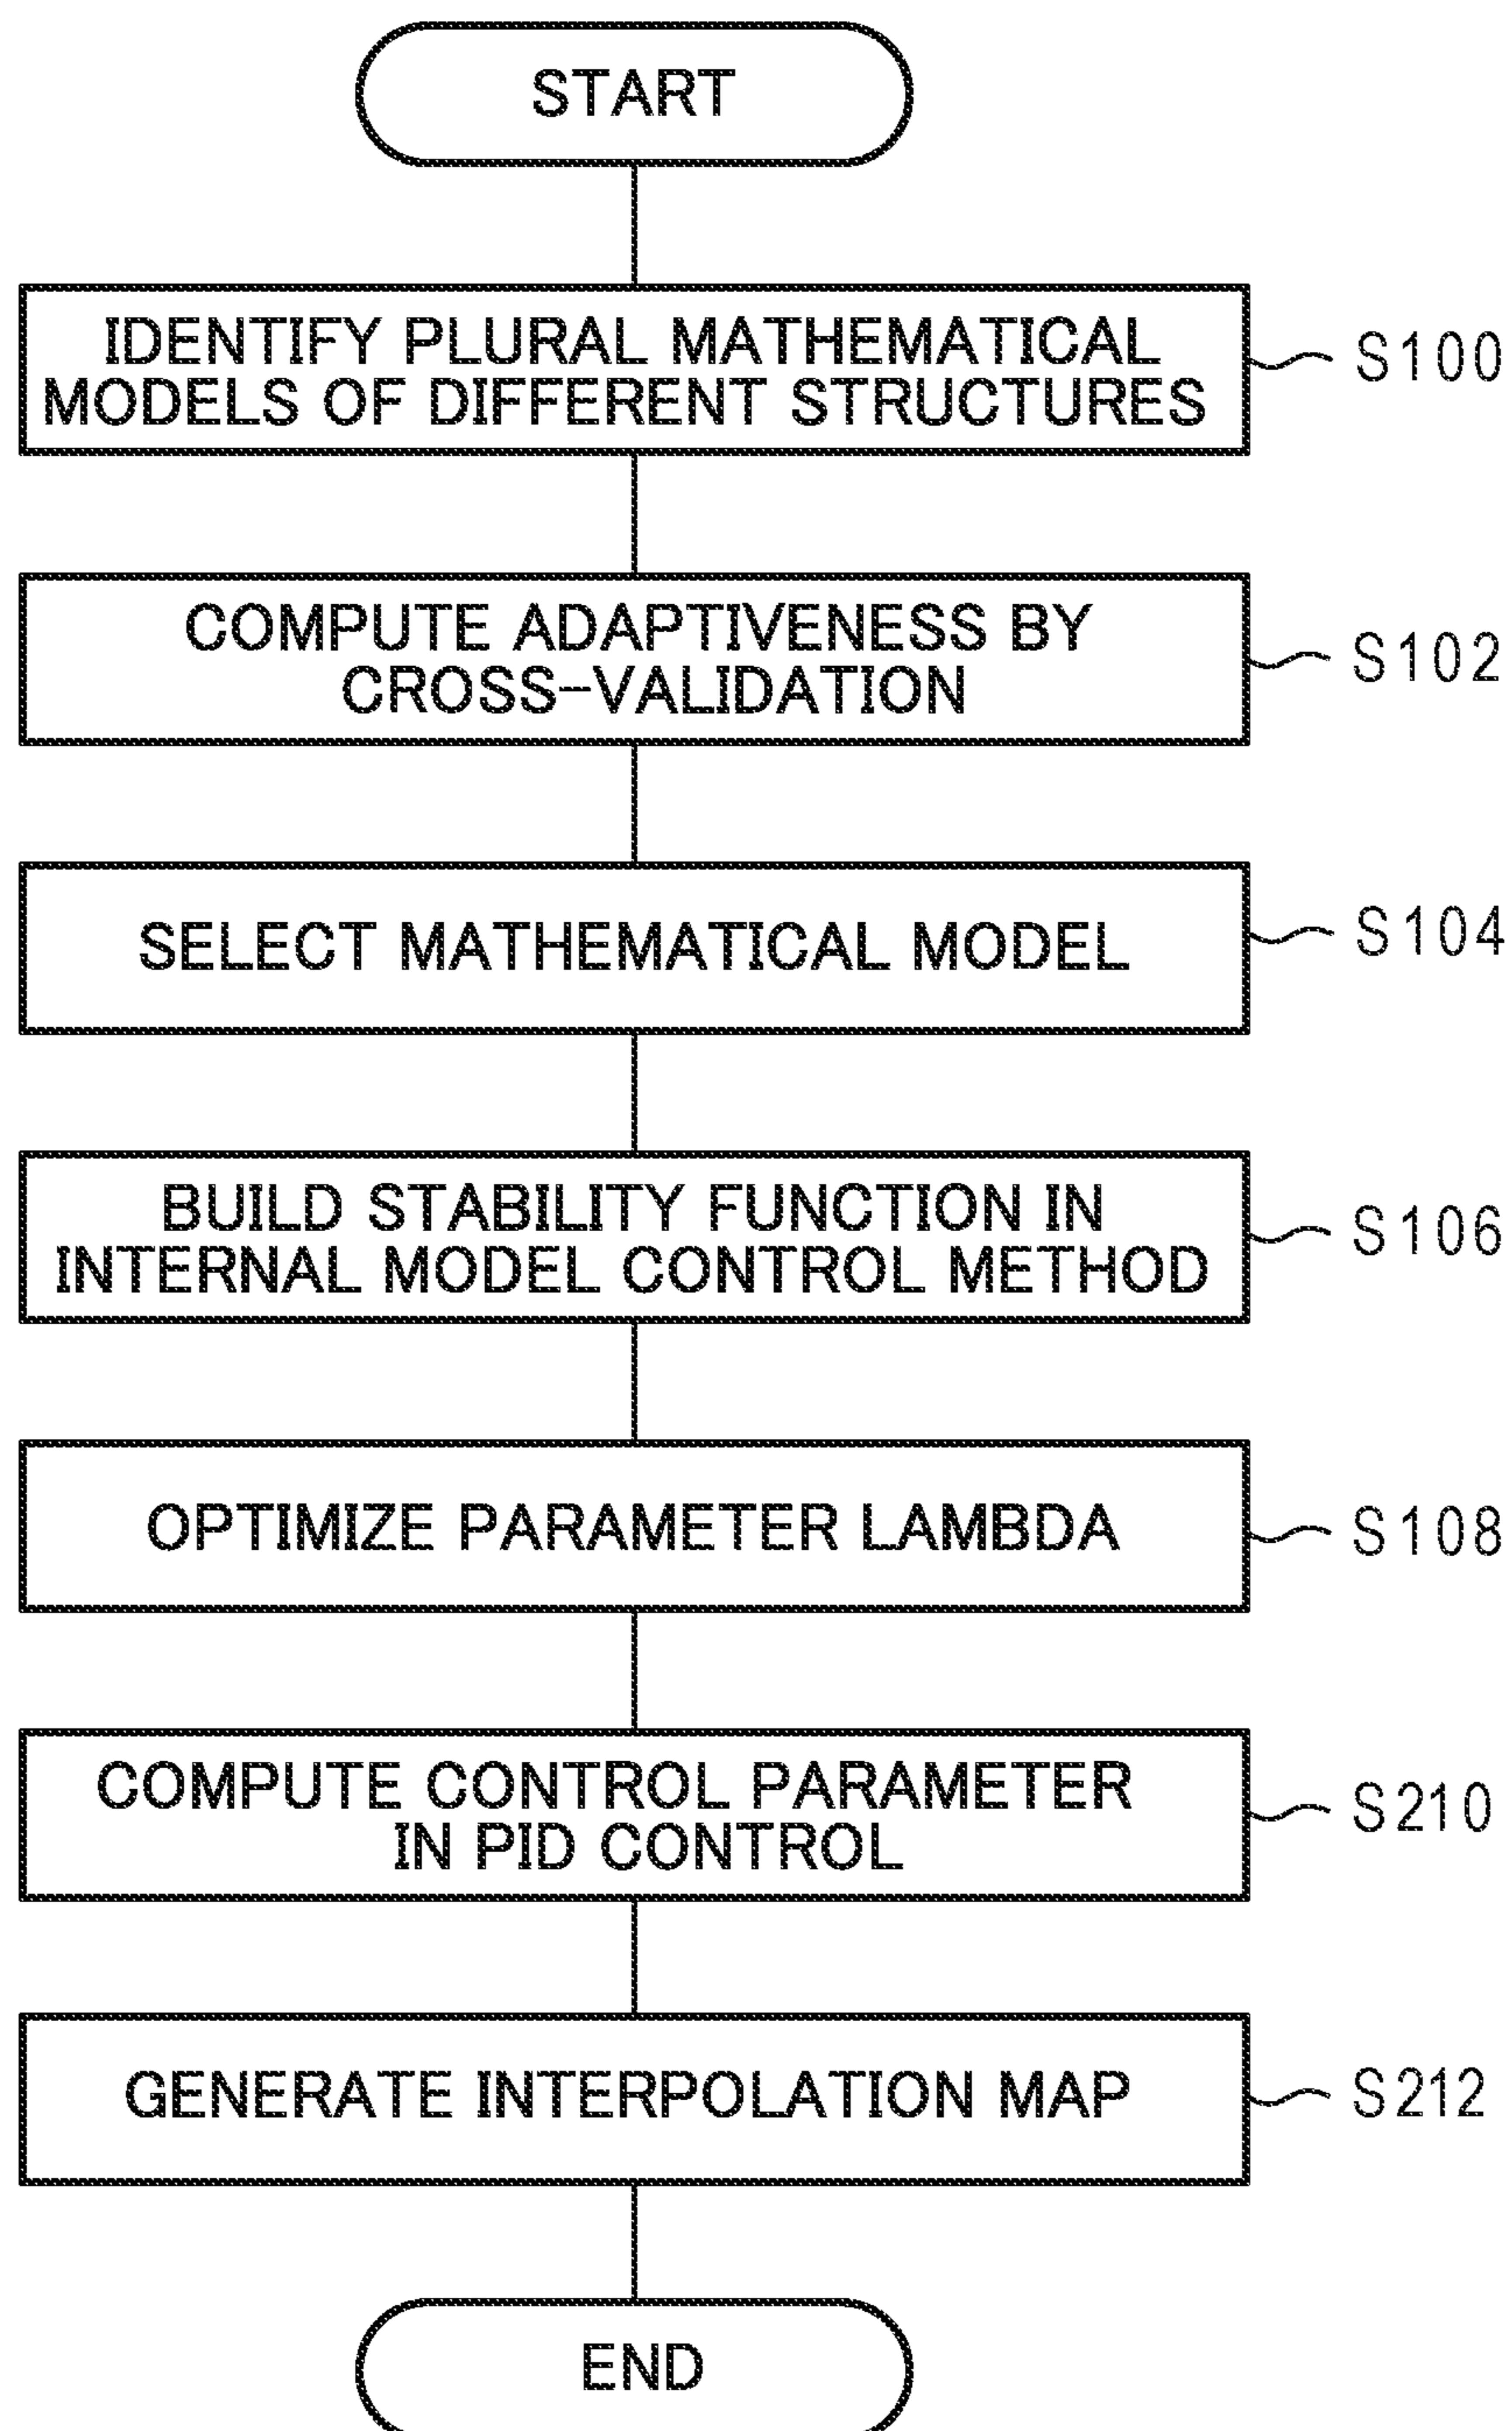 START
IDENTIFY PLURAL MATHEMATICAL
MODELS OF DIFFERENT STRUCTURES
S100
COMPUTE ADAPTIVENESS BY
CROSS-VALIDATION
S102
SELECT MATHEMATICAL MODEL
S104
BUILD STABILITY FUNCTION IN
INTERNAL MODEL CONTROL METHOD
S106
OPTIMIZE PARAMETER LAMBDA
S108
COMPUTE CONTROL PARAMETER
IN PID CONTROL
S210
GENERATE INTERPOLATION MAP
S212
END